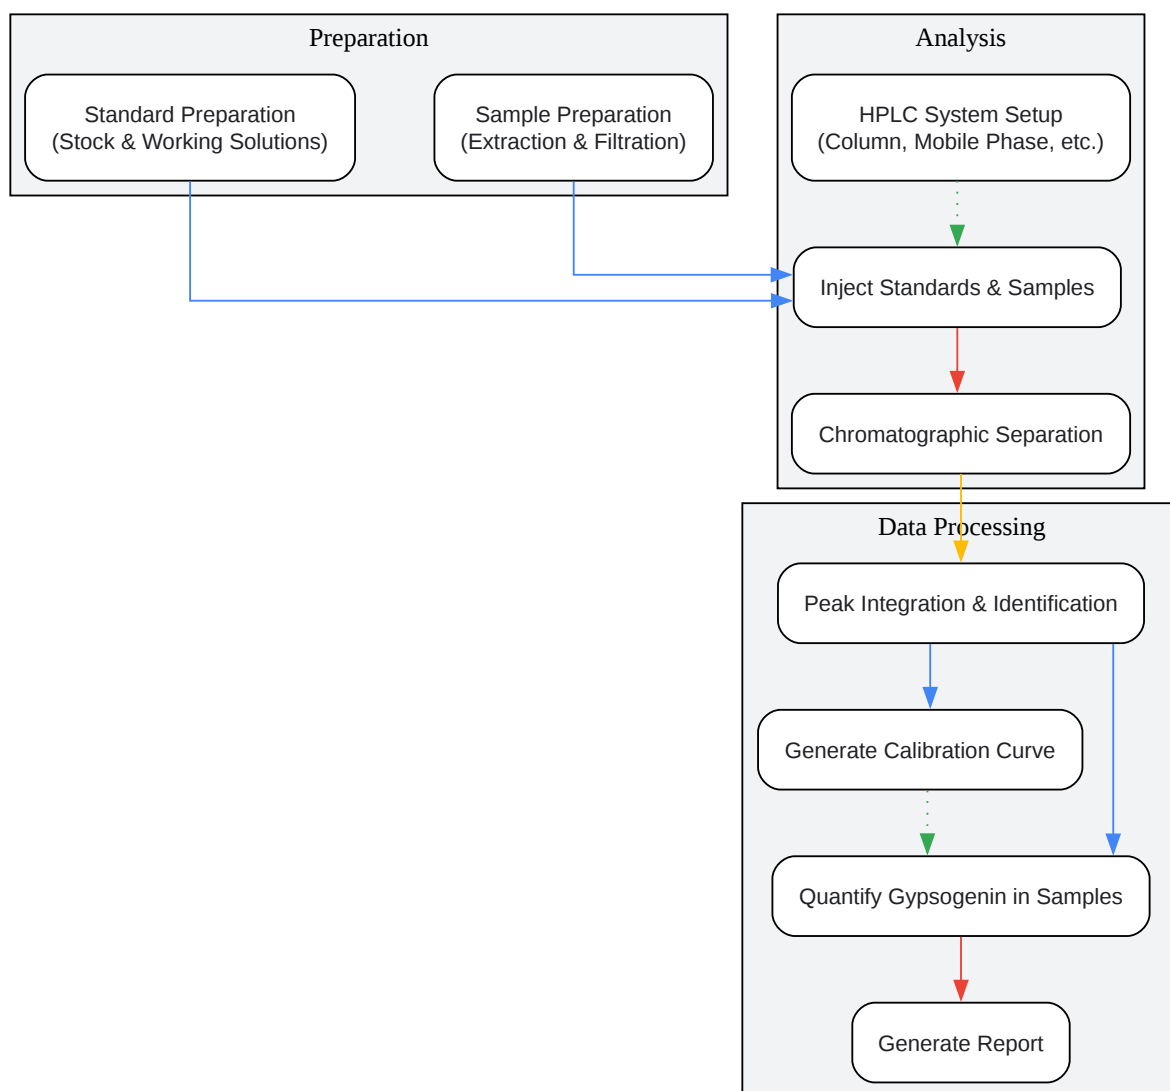 Preparation
Standard Preparation
(Stock & Working Solutions)
Sample Preparation
(Extraction & Filtration)
Analysis
HPLC System Setup
(Column, Mobile Phase, etc.)
Inject Standards & Samples
Chromatographic Separation
Data Processing
Peak Integration & Identification
Generate Calibration Curve
Quantify Gypsogenin in Samples
Generate Report